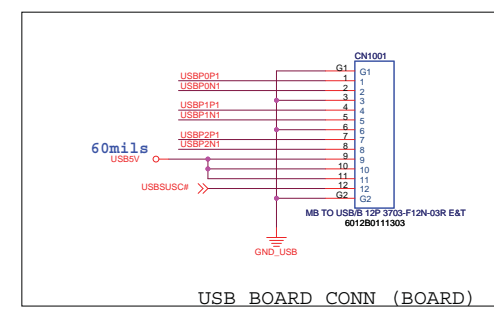 CN1001
G1 G1
USBP0P1 1 1
USBP0N1 2 2
3 3
USBP1P1 4 4
USBP1N1 5 5
6 6
USBP2P1 7 7
USBP2N1 8 8
60mils
USB5V 9 9
10 10
11 11
USBSUSC# 12 12
G2 G2
MB TO USB/B 12P 3703-F12N-03R E&T
6012B0111303
GND_USB
USB BOARD CONN (BOARD)